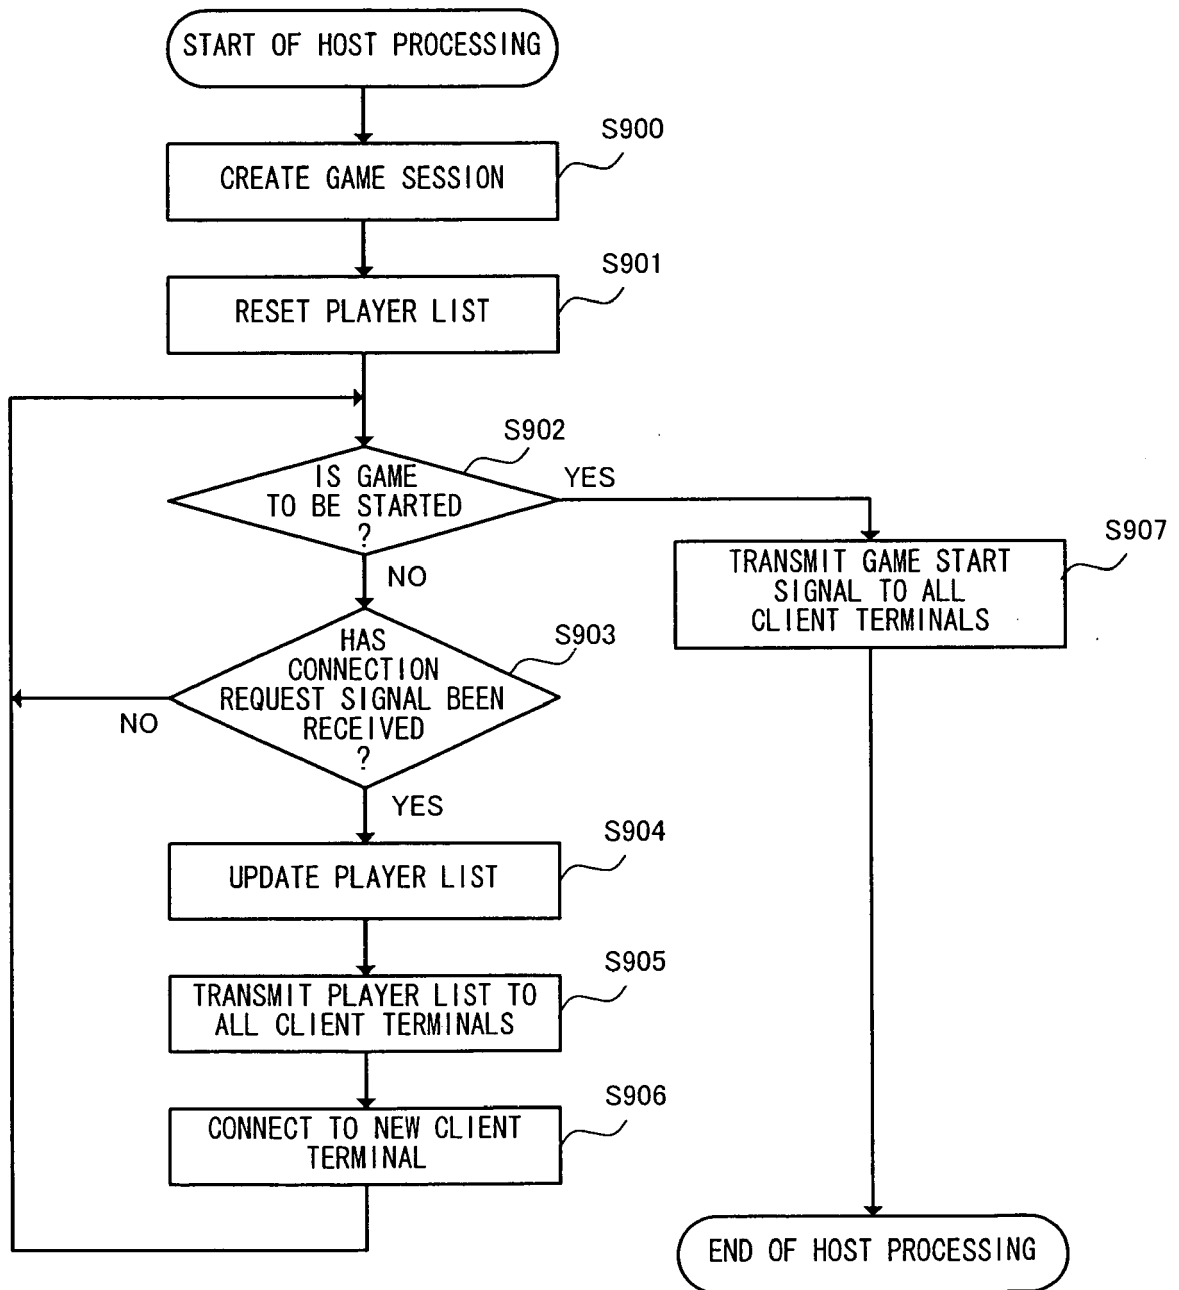 START OF HOST PROCESSING
S900
CREATE GAME SESSION
S901
RESET PLAYER LIST
S902
IS GAME
TO BE STARTED
?
YES
NO
S907
TRANSMIT GAME START
SIGNAL TO ALL
CLIENT TERMINALS
S903
HAS
CONNECTION
REQUEST SIGNAL BEEN
RECEIVED
?
NO
YES
S904
UPDATE PLAYER LIST
S905
TRANSMIT PLAYER LIST TO
ALL CLIENT TERMINALS
S906
CONNECT TO NEW CLIENT
TERMINAL
END OF HOST PROCESSING